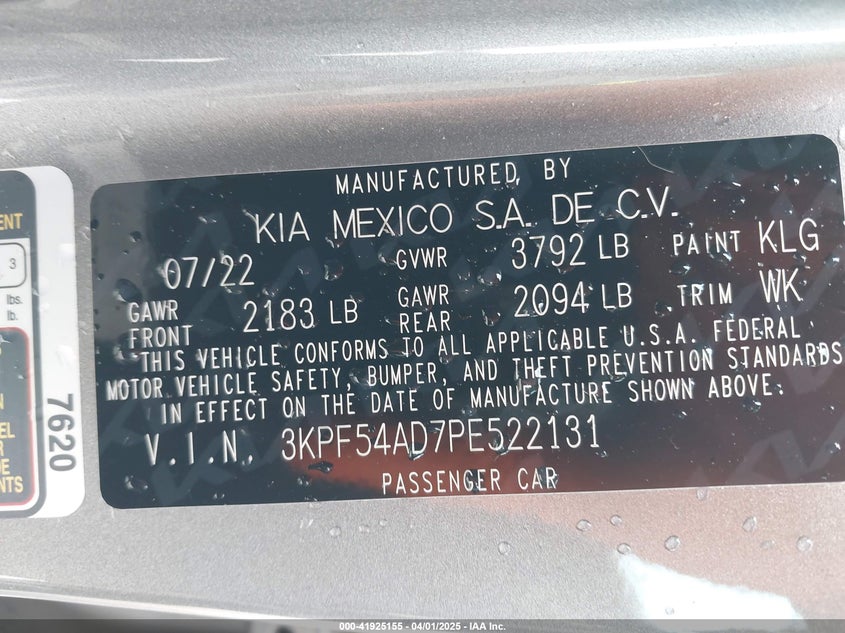 MANUFACTURED BY
KIA MEXICO S.A. DE C.V.
07/22 GVWR 3792 LB PAINT KLG
GAWR FRONT 2183 LB GAWR REAR 2094 LB TRIM WK
THIS VEHICLE CONFORMS TO ALL APPLICABLE U.S.A. FEDERAL
MOTOR VEHICLE SAFETY, BUMPER, AND THEFT PREVENTION STANDARDS
IN EFFECT ON THE DATE OF MANUFACTURE SHOWN ABOVE.
V.I.N. 3KPF54AD7PE522131
PASSENGER CAR
3
lbs.
lb.
7620
000-41925155 - 04/01/2025 - IAA Inc.